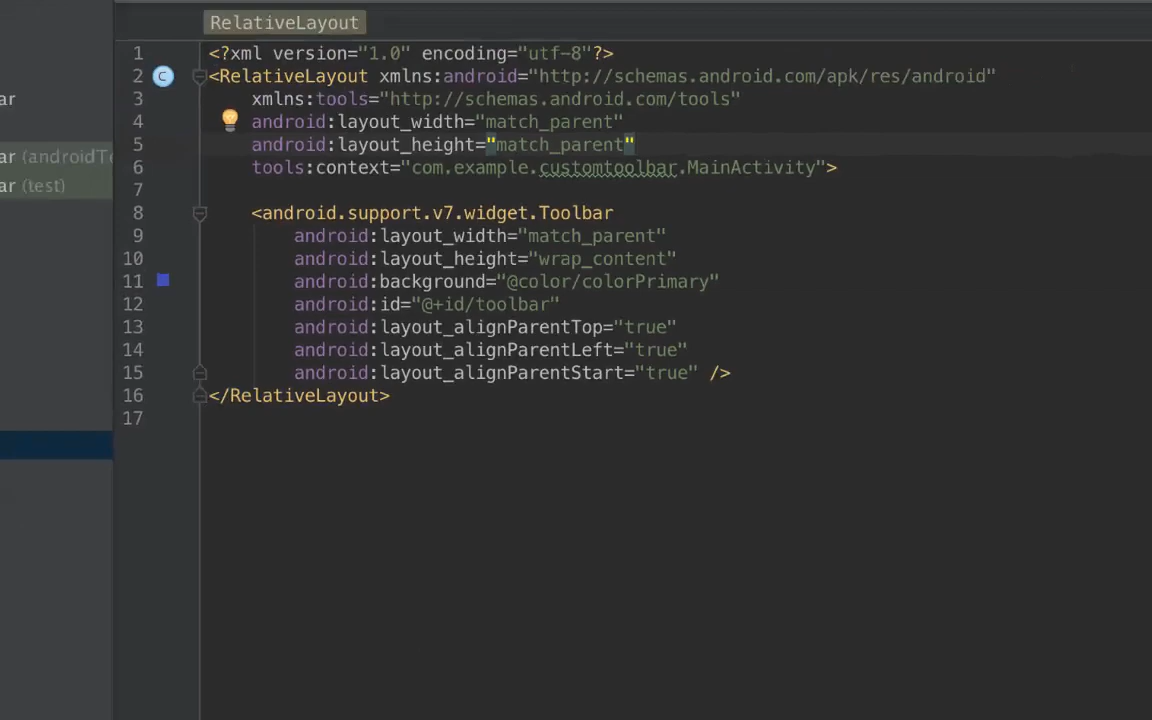 RelativeLayout
1 <?xml version="1.0" encoding="utf-8"?>
2 C <RelativeLayout xmlns:android="http://schemas.android.com/apk/res/android"
ar 3 xmlns:tools="http://schemas.android.com/tools"
4 android:layout_width="match_parent"
5 android:layout_height="match_parent"
ar (androidTe 6 tools:context="com.example.customtoolbar.MainActivity">
ar (test) 7
8 <android.support.v7.widget.Toolbar
9 android:layout_width="match_parent"
10 android:layout_height="wrap_content"
11 android:background="@color/colorPrimary"
12 android:id="@+id/toolbar"
13 android:layout_alignParentTop="true"
14 android:layout_alignParentLeft="true"
15 android:layout_alignParentStart="true" />
16 </RelativeLayout>
17